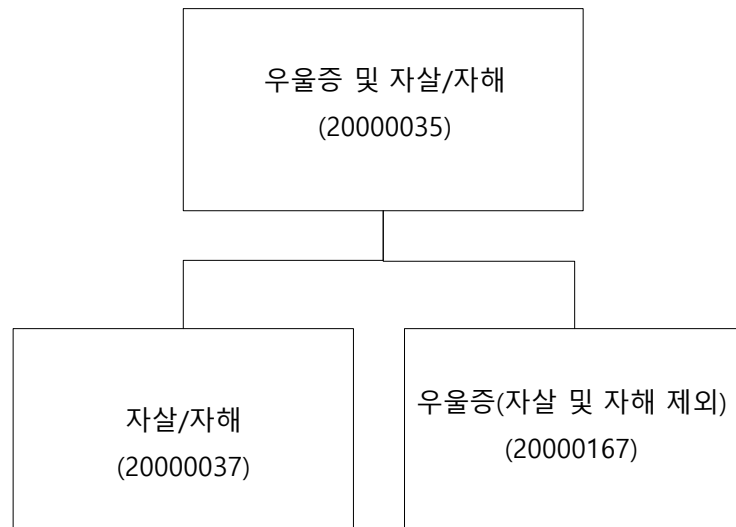 우울증 및 자살/자해
(20000035)
자살/자해
(20000037)
우울증(자살 및 자해 제외)
(20000167)